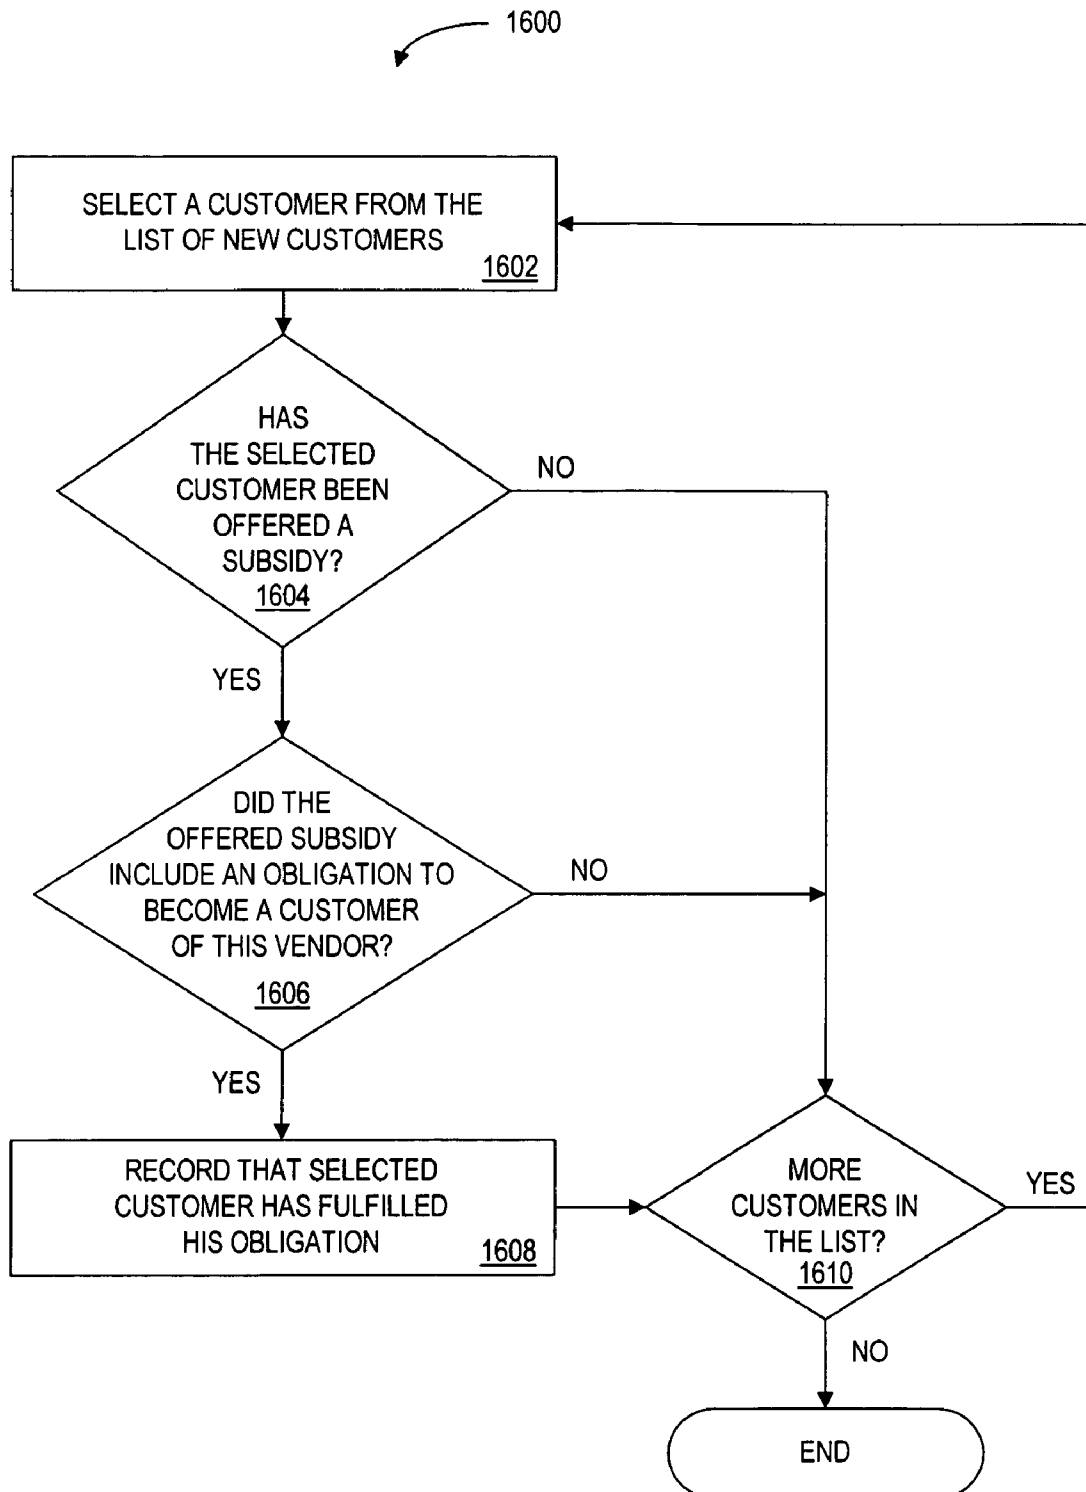 1600
SELECT A CUSTOMER FROM THE
LIST OF NEW CUSTOMERS
1602
HAS
THE SELECTED
CUSTOMER BEEN
OFFERED A
SUBSIDY?
1604
NO
YES
DID THE
OFFERED SUBSIDY
INCLUDE AN OBLIGATION TO
BECOME A CUSTOMER
OF THIS VENDOR?
1606
NO
YES
RECORD THAT SELECTED
CUSTOMER HAS FULFILLED
HIS OBLIGATION
1608
MORE
CUSTOMERS IN
THE LIST?
1610
YES
NO
END